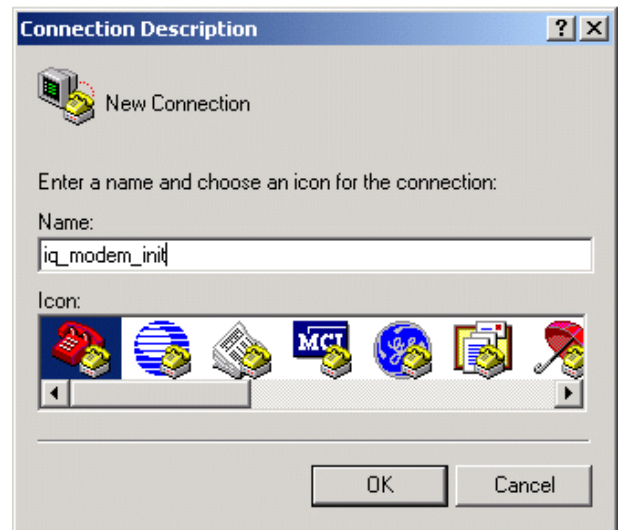 Connection Description
New Connection
Enter a name and choose an icon for the connection:
Name:
iq_modem_init
Icon:
MCI
OK
Cancel